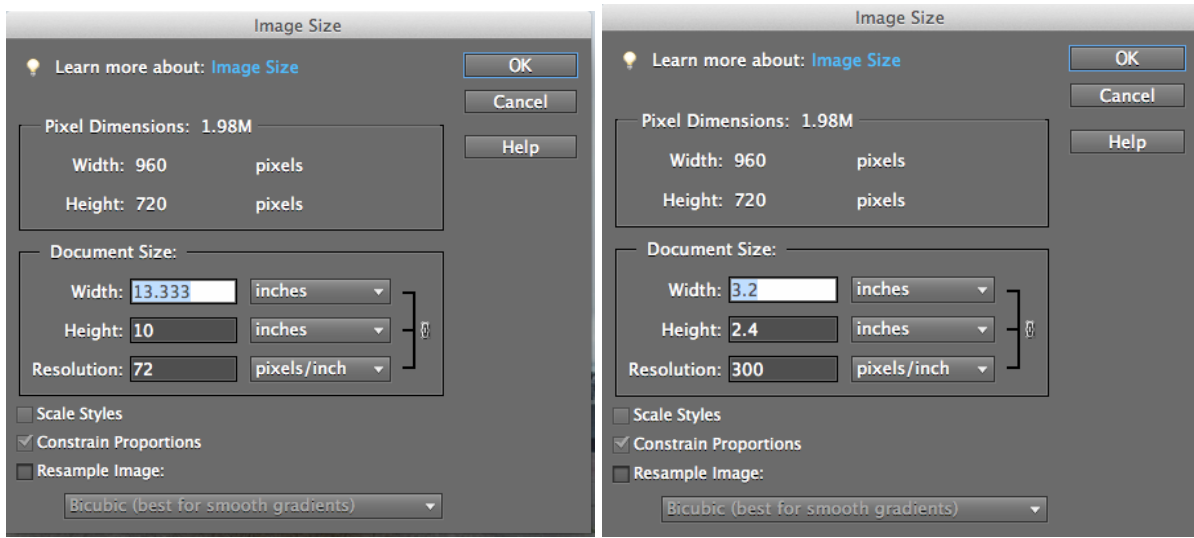 Image Size
Learn more about: Image Size
OK
Cancel
Help
Pixel Dimensions: 1.98M
Width: 960 pixels
Height: 720 pixels
Document Size:
Width: 13.333 inches
Height: 10 inches
Resolution: 72 pixels/inch
Scale Styles
Constrain Proportions
Resample Image:
Bicubic (best for smooth gradients)
Image Size
Learn more about: Image Size
OK
Cancel
Help
Pixel Dimensions: 1.98M
Width: 960 pixels
Height: 720 pixels
Document Size:
Width: 3.2 inches
Height: 2.4 inches
Resolution: 300 pixels/inch
Scale Styles
Constrain Proportions
Resample Image:
Bicubic (best for smooth gradients)